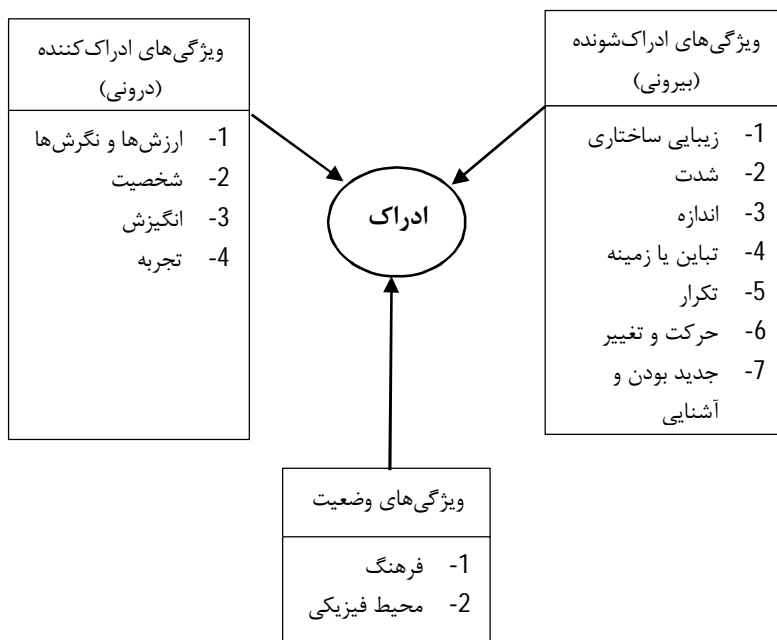 ویژگی‌های ادراک‌شونده
(بیرونی)
1- زیبایی ساختاری
2- شدت
3- اندازه
4- تباین یا زمینه
5- تکرار
6- حرکت و تغییر
7- جدید بودن و
آشنایی
ادراک
ویژگی‌های ادراک‌کننده
(درونی)
1- ارزش‌ها و نگرش‌ها
2- شخصیت
3- انگیزش
4- تجربه
ویژگی‌های وضعیت
1- فرهنگ
2- محیط فیزیکی